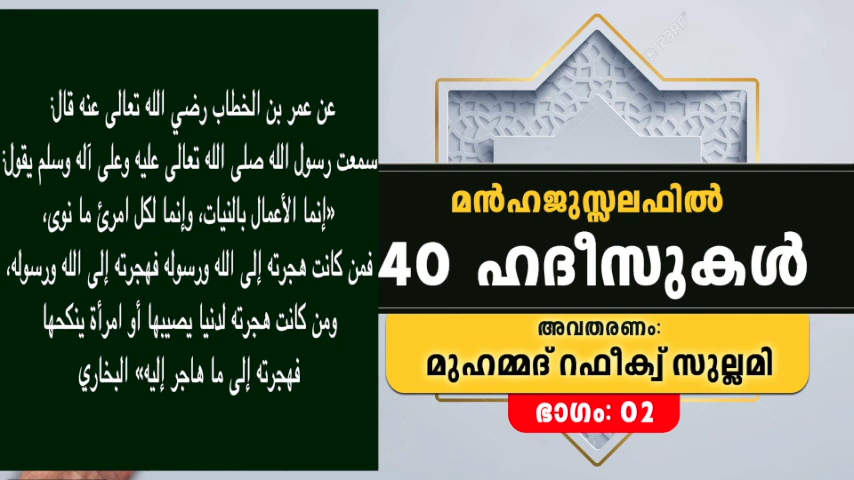 عن عمر بن الخطاب رضي الله تعالى عنه قال:
سمعت رسول الله صلى الله تعالى عليه وعلى آله وسلم يقول:
«إنما الأعمال بالنيات، وإنما لكل امرئ ما نوى،
فمن كانت هجرته إلى الله ورسوله فهجرته إلى الله ورسوله،
ومن كانت هجرته لدنيا يصيبها أو امرأة ينكحها
فهجرته إلى ما هاجر إليه» البخاري
മൻഹജുസ്സലഫിൽ
40 ഹദീസുകൾ
അവതരണം:
മുഹമ്മദ് റഫീക്വ് സുല്ലമി
ഭാഗം: 02
©123RF